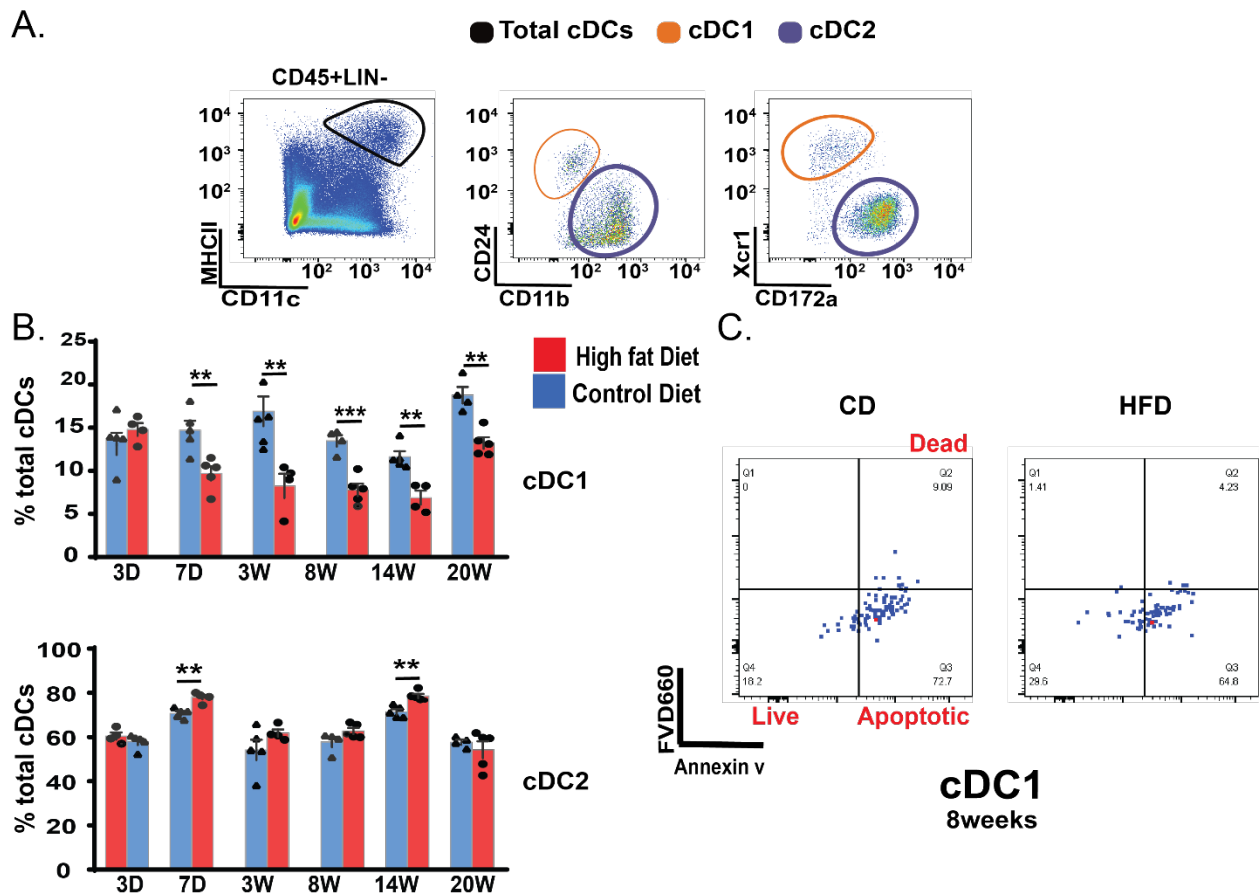 A.
Total cDCs cDC1 cDC2
CD45+LIN-
10⁴
10³
10²
MHCII
10² 10³ 10⁴
CD11c
10⁴
10³
10²
CD24
10² 10³ 10⁴
CD11b
10⁴
10³
10²
Xcr1
10² 10³ 10⁴
CD172a
B.
High fat Diet
Control Diet
% total cDCs
25
20
15
10
5
0
** ** *** ** **
3D 7D 3W 8W 14W 20W
cDC1
% total cDCs
100
80
60
40
20
0
** **
3D 7D 3W 8W 14W 20W
cDC2
C.
CD HFD
Dead
Q1
0
Q2
9.09
Q4
18.2
Q3
72.7
Live Apoptotic
Q1
1.41
Q2
4.23
Q4
29.6
Q3
64.8
FVD660
Annexin v
cDC1
8weeks